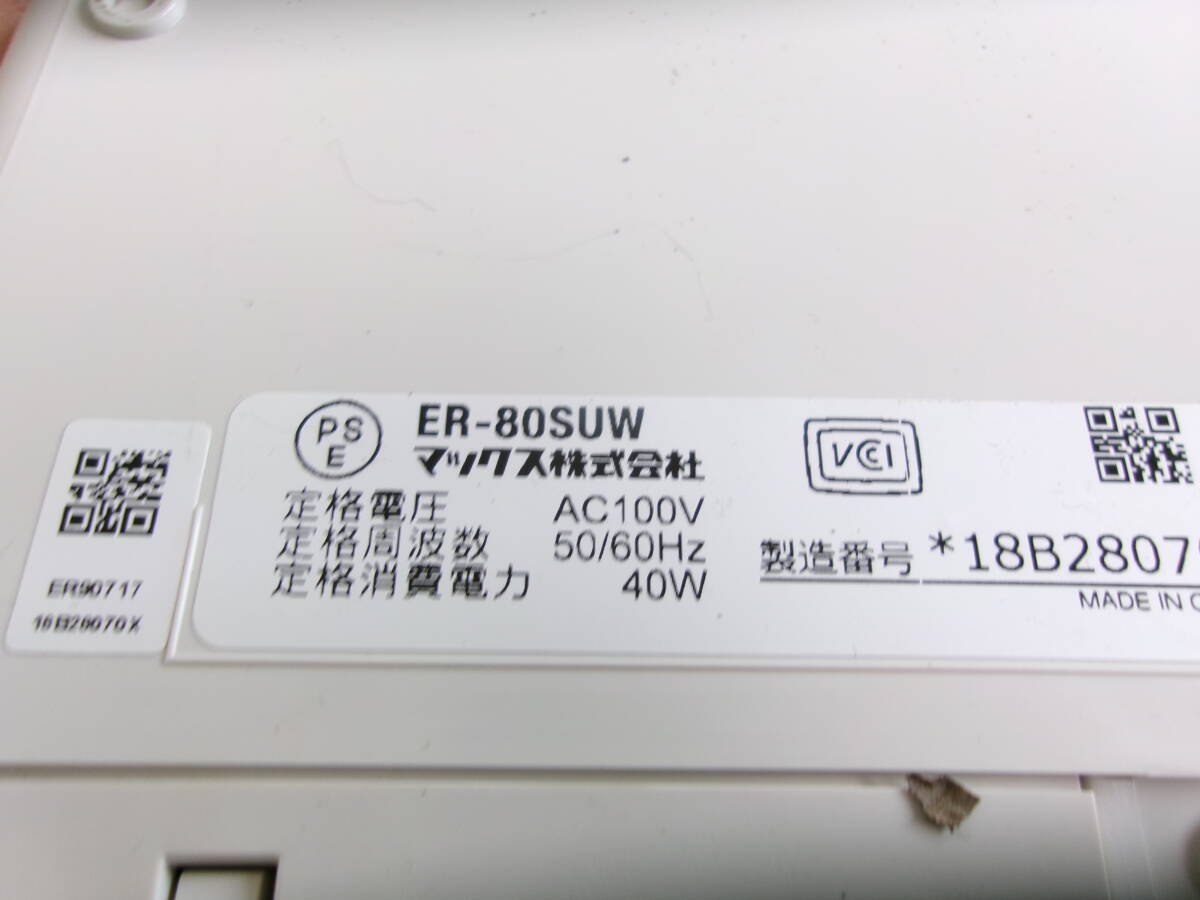 PSE
ER-80SUW
マックス株式会社
定格電圧 AC100V
定格周波数 50/60Hz
定格消費電力 40W
VCCI
製造番号 *18B2807
MADE IN
ER90717
18B28070X